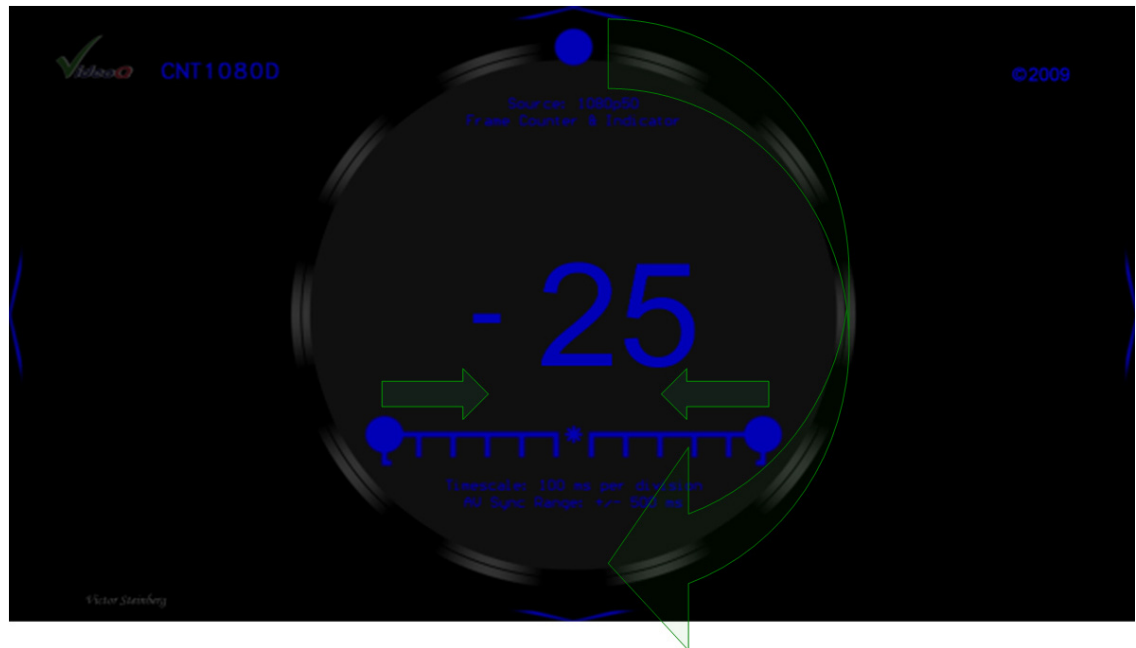 VideoQ
CNT1080D
©2009
Source: 1080p50
Frame Counter & Indicator
- 25
Timescale: 100 ms per division
AV Sync Range: +/- 500 ms
Victor Steinberg